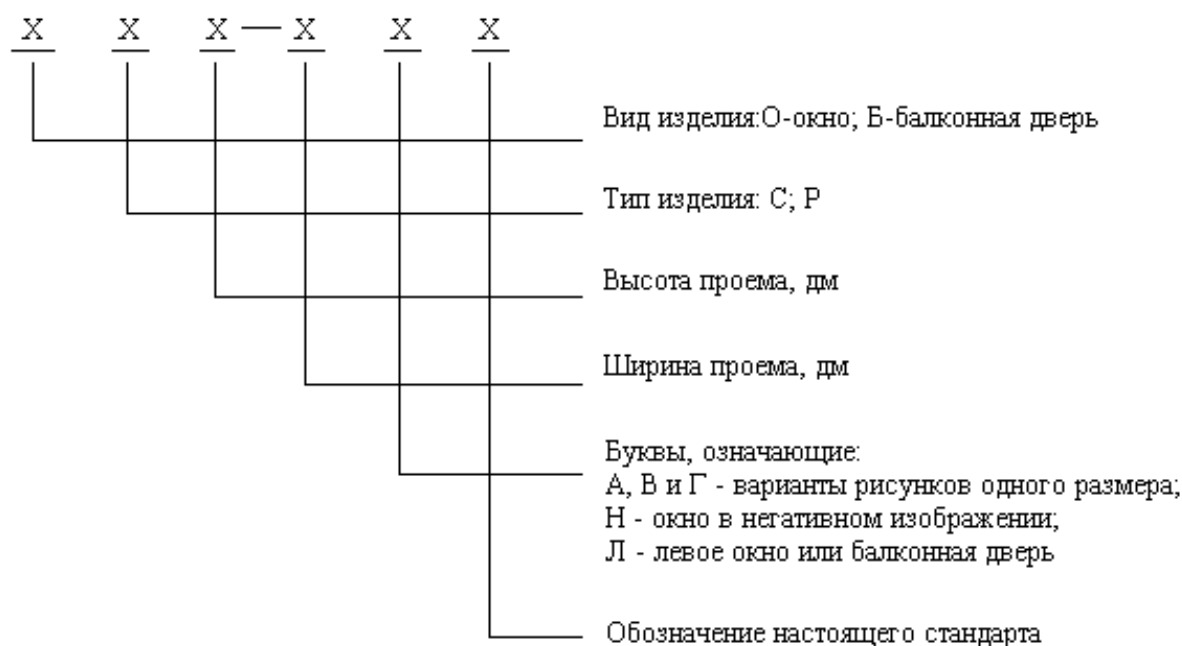 X X X — X X X
Вид изделия:О-окно; Б-балконная дверь
Тип изделия: С; Р
Высота проема, дм
Ширина проема, дм
Буквы, означающие:
А, В и Г - варианты рисунков одного размера;
Н - окно в негативном изображении;
Л - левое окно или балконная дверь
Обозначение настоящего стандарта